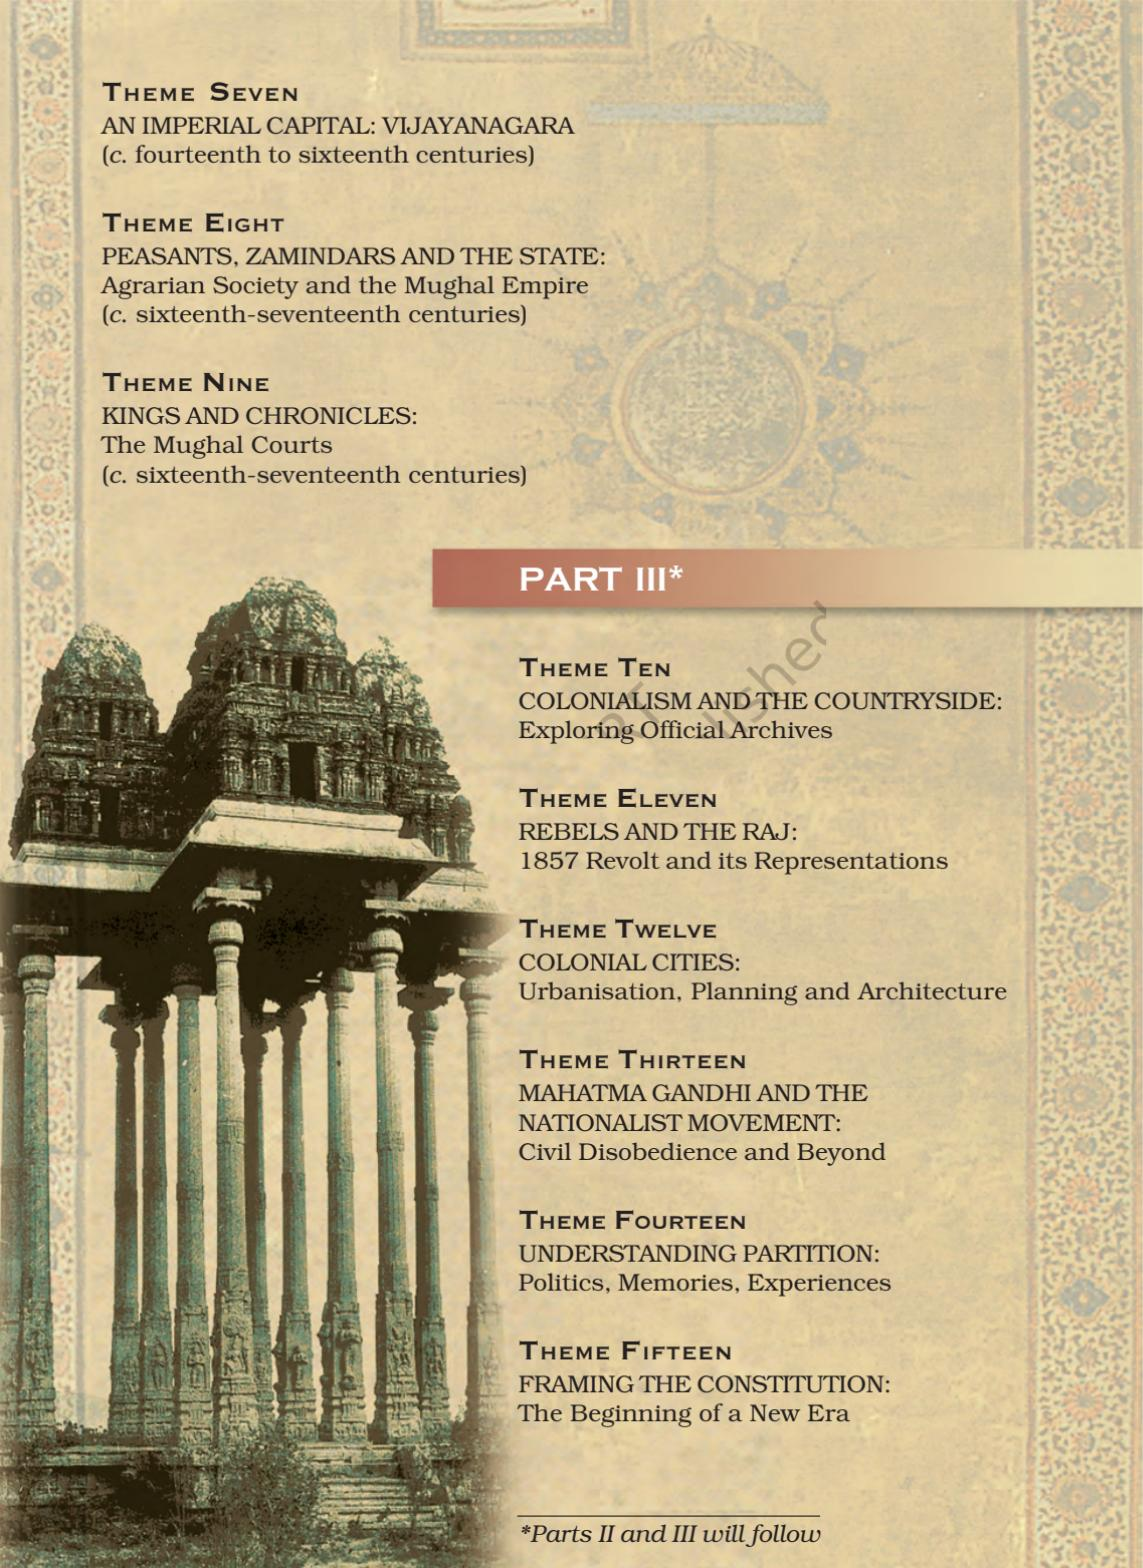 THEME SEVEN
AN IMPERIAL CAPITAL: VIJAYANAGARA
(c. fourteenth to sixteenth centuries)
THEME EIGHT
PEASANTS, ZAMINDARS AND THE STATE:
Agrarian Society and the Mughal Empire
(c. sixteenth-seventeenth centuries)
THEME NINE
KINGS AND CHRONICLES:
The Mughal Courts
(c. sixteenth-seventeenth centuries)
PART III*
THEME TEN
COLONIALISM AND THE COUNTRYSIDE:
Exploring Official Archives
THEME ELEVEN
REBELS AND THE RAJ:
1857 Revolt and its Representations
THEME TWELVE
COLONIAL CITIES:
Urbanisation, Planning and Architecture
THEME THIRTEEN
MAHATMA GANDHI AND THE
NATIONALIST MOVEMENT:
Civil Disobedience and Beyond
THEME FOURTEEN
UNDERSTANDING PARTITION:
Politics, Memories, Experiences
THEME FIFTEEN
FRAMING THE CONSTITUTION:
The Beginning of a New Era
*Parts II and III will follow